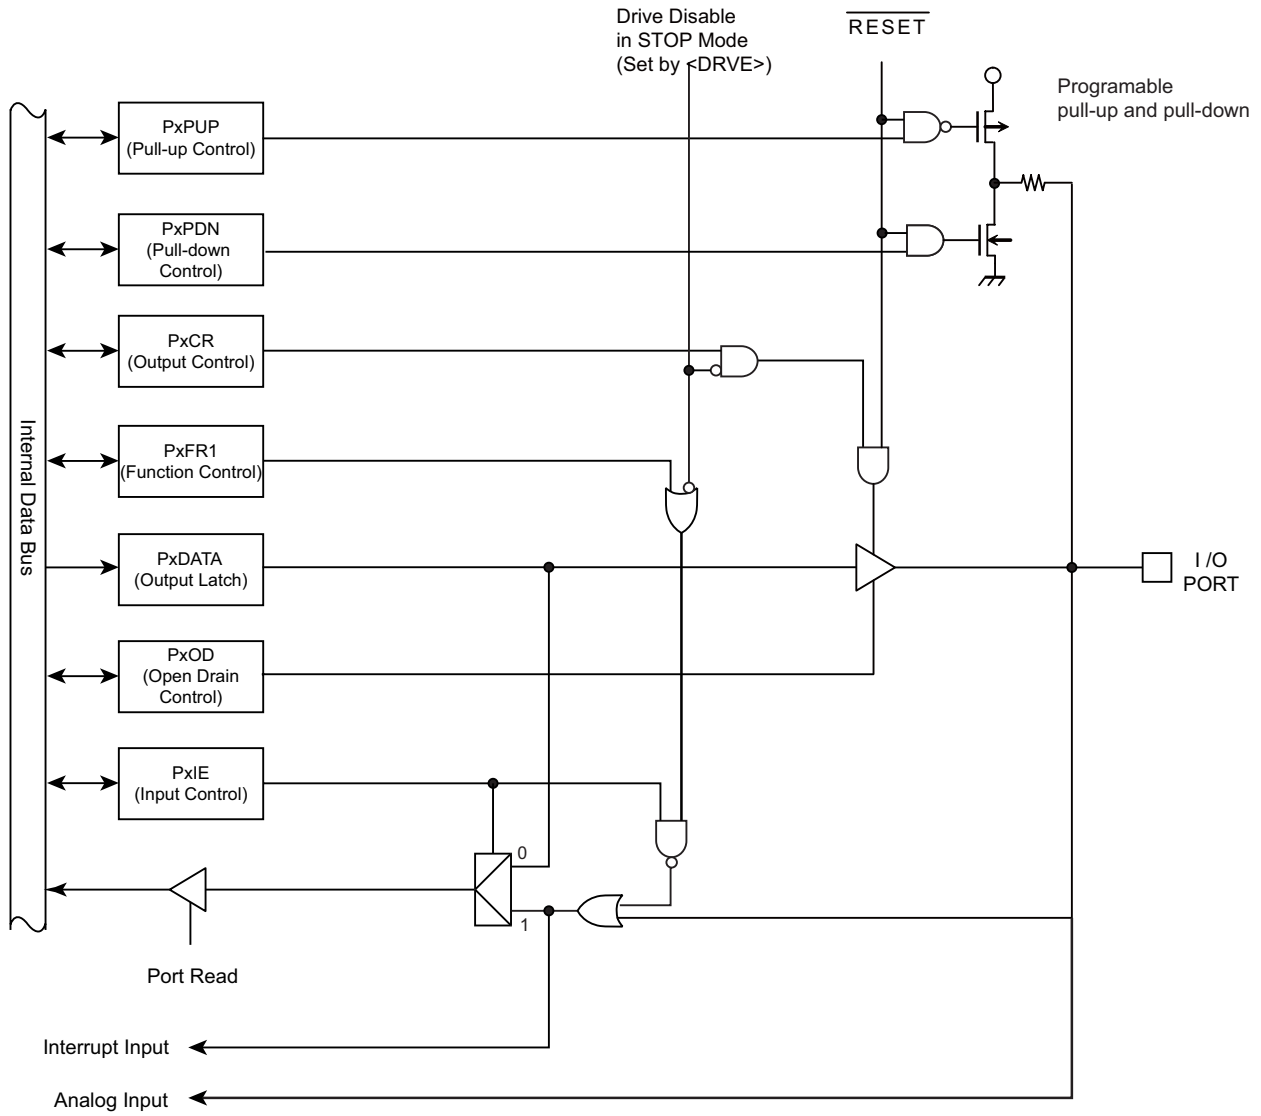 Drive Disable
in STOP Mode
(Set by <DRVE>)
RESET
Programable
pull-up and pull-down
PxPUP
(Pull-up Control)
PxPDN
(Pull-down
Control)
PxCR
(Output Control)
PxFR1
(Function Control)
Internal Data Bus
PxDATA
(Output Latch)
I /O
PORT
PxOD
(Open Drain
Control)
PxIE
(Input Control)
0
1
Port Read
Interrupt Input
Analog Input